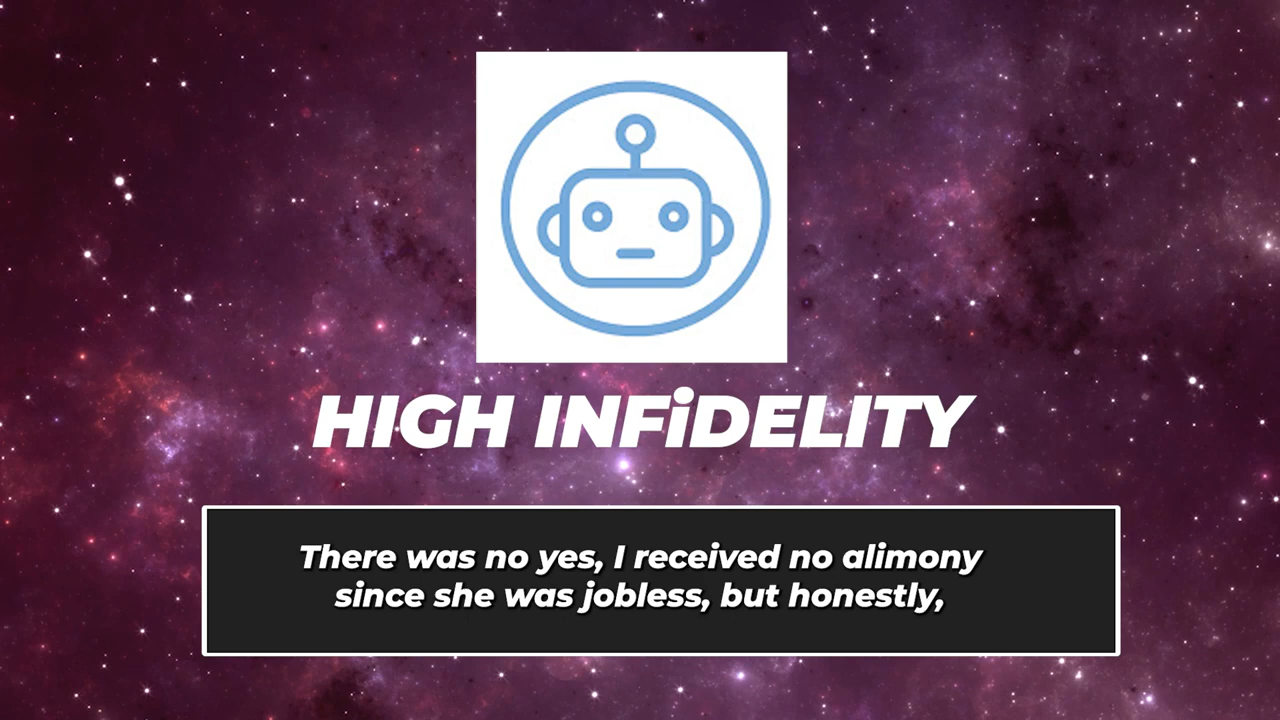 HIGH INFiDELITY
There was no yes, I received no alimony
since she was jobless, but honestly,